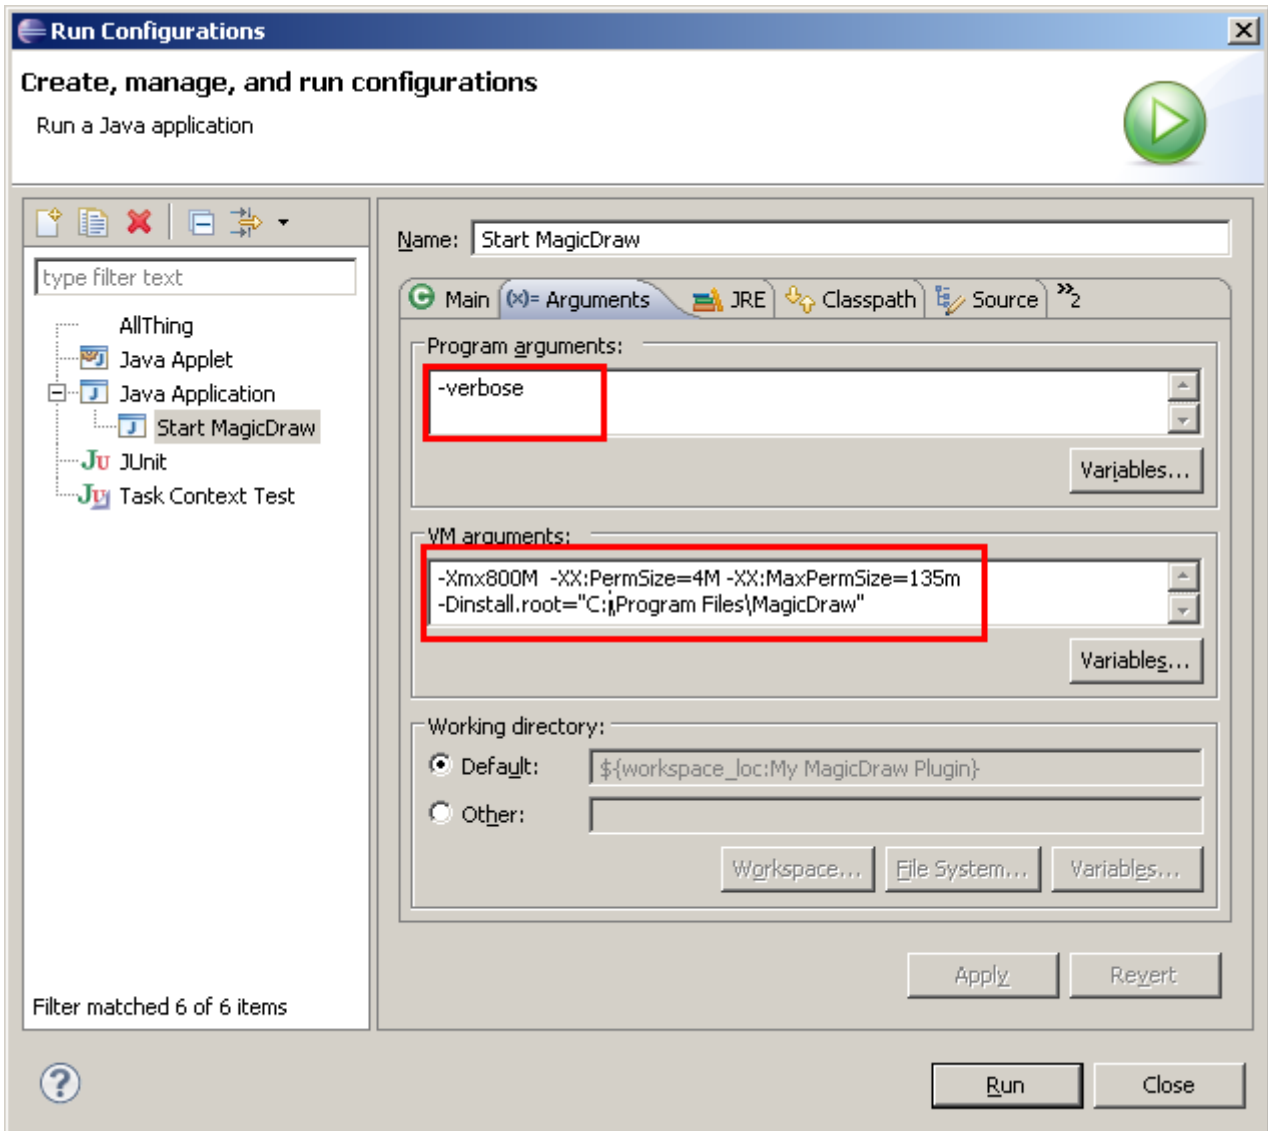 Run Configurations
Create, manage, and run configurations
Run a Java application
type filter text
AllThing
Java Applet
Java Application
Start MagicDraw
JUnit
Task Context Test
Filter matched 6 of 6 items
Name: Start MagicDraw
Main (x)= Arguments JRE Classpath Source »2
Program arguments:
-verbose
Variables...
VM arguments:
-Xmx800M -XX:PermSize=4M -XX:MaxPermSize=135m
-Dinstall.root="C:\Program Files\MagicDraw"
Variables...
Working directory:
Default: ${workspace_loc:My MagicDraw Plugin}
Other:
Workspace... File System... Variables...
Apply Revert
Run Close